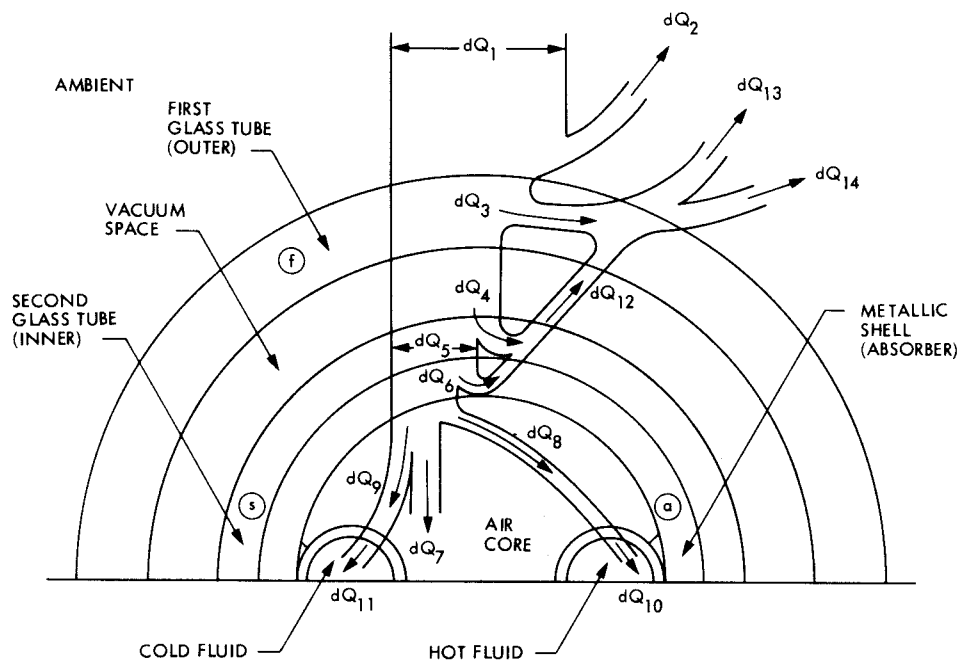 dQ2
dQ1
AMBIENT
dQ13
FIRST
GLASS TUBE
(OUTER)
dQ14
dQ3
VACUUM
SPACE
f
dQ4
dQ12
SECOND
GLASS TUBE
(INNER)
METALLIC
SHELL
(ABSORBER)
dQ5
dQ6
dQ8
dQ9
s
a
AIR
CORE
dQ7
dQ11
dQ10
COLD FLUID
HOT FLUID